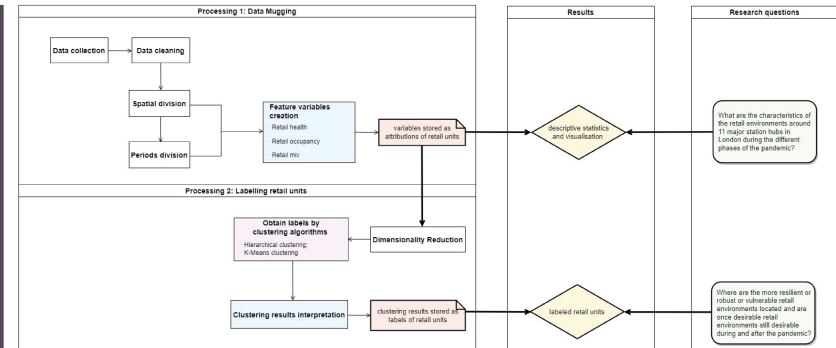 Processing 1: Data Mugging
Results
Research questions
Data collection
Data cleaning
Spatial division
Periods division
Feature variables
creation
· Retail health
· Retail occupancy
· Retail mix
variables stored as
attributions of retail units
descriptive statistics
and visualisation
What are the characteristics of
the retail environments around
11 major station hubs in
London during the different
phases of the pandemic?
Processing 2: Labelling retail units
Obtain labels by
clustering algorithms
· Hierarchical clustering;
· K-Means clustering
Dimensionality Reduction
Clustering results interpretation
clustering results stored as
labels of retail units
labeled retail units
Where are the more resilient or
robust or vulnerable retail
environments located and are
once desirable retail
environments still desirable
during and after the pandemic?